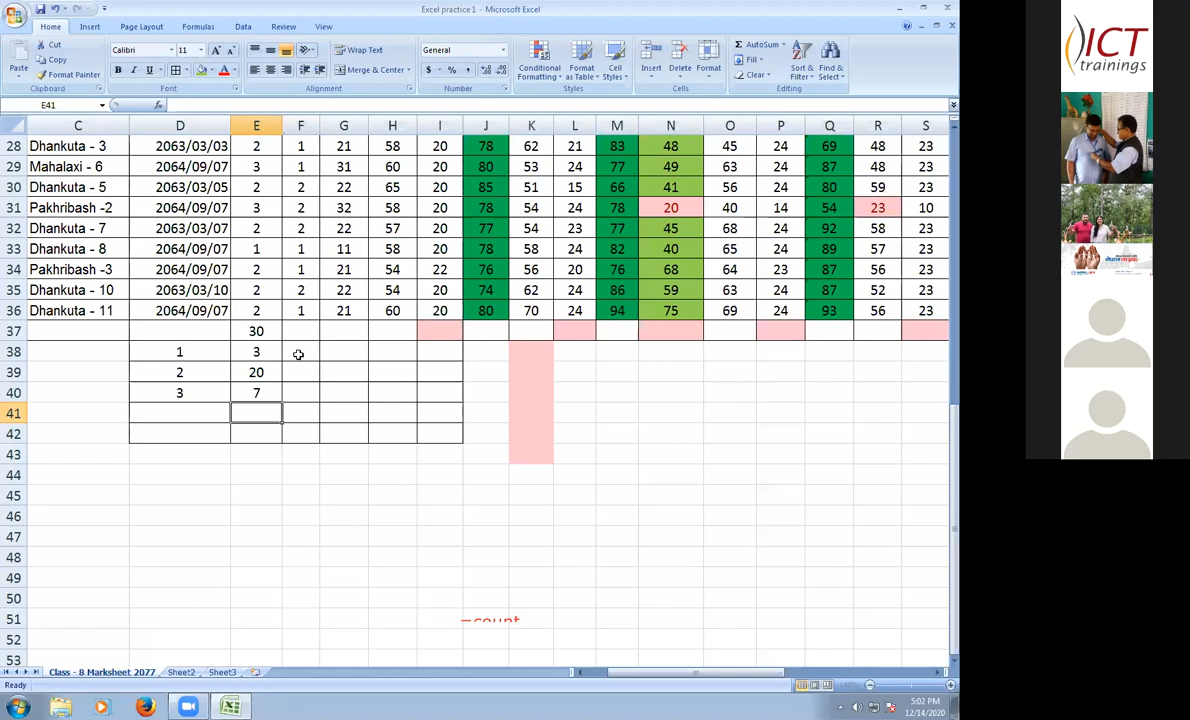 Excel practice 1 - Microsoft Excel
Home Insert Page Layout Formulas Data Review View
Paste Cut Copy Format Painter Clipboard
Calibri 11 B I U Font
Wrap Text Merge & Center Alignment
General $ % , Number
Conditional Formatting Format as Table Cell Styles Styles
Insert Delete Format Cells
Σ AutoSum Fill Clear Sort & Filter Find & Select Editing
E41 fx
C D E F G H I J K L M N O P Q R S
28 Dhankuta - 3 2063/03/03 2 1 21 58 20 78 62 21 83 48 45 24 69 48 23
29 Mahalaxi - 6 2064/09/07 3 1 31 60 20 80 53 24 77 49 63 24 87 48 23
30 Dhankuta - 5 2063/03/05 2 2 22 65 20 85 51 15 66 41 56 24 80 59 23
31 Pakhribash -2 2064/09/07 3 2 32 58 20 78 54 24 78 20 40 14 54 23 10
32 Dhankuta - 7 2063/03/07 2 2 22 57 20 77 54 23 77 45 68 24 92 58 23
33 Dhankuta - 8 2064/09/07 1 1 11 58 20 78 58 24 82 40 65 24 89 57 23
34 Pakhribash -3 2064/09/07 2 1 21 54 22 76 56 20 76 68 64 23 87 56 23
35 Dhankuta - 10 2063/03/10 2 2 22 54 20 74 62 24 86 59 63 24 87 52 23
36 Dhankuta - 11 2064/09/07 2 1 21 60 20 80 70 24 94 75 69 24 93 56 23
37 30
38 1 3
39 2 20
40 3 7
41
42
43
44
45
46
47
48
49
50
51 =count
52
53
Class - 8 Marksheet 2077 Sheet2 Sheet3
Ready
5:02 PM
12/14/2020
ICT
trainings